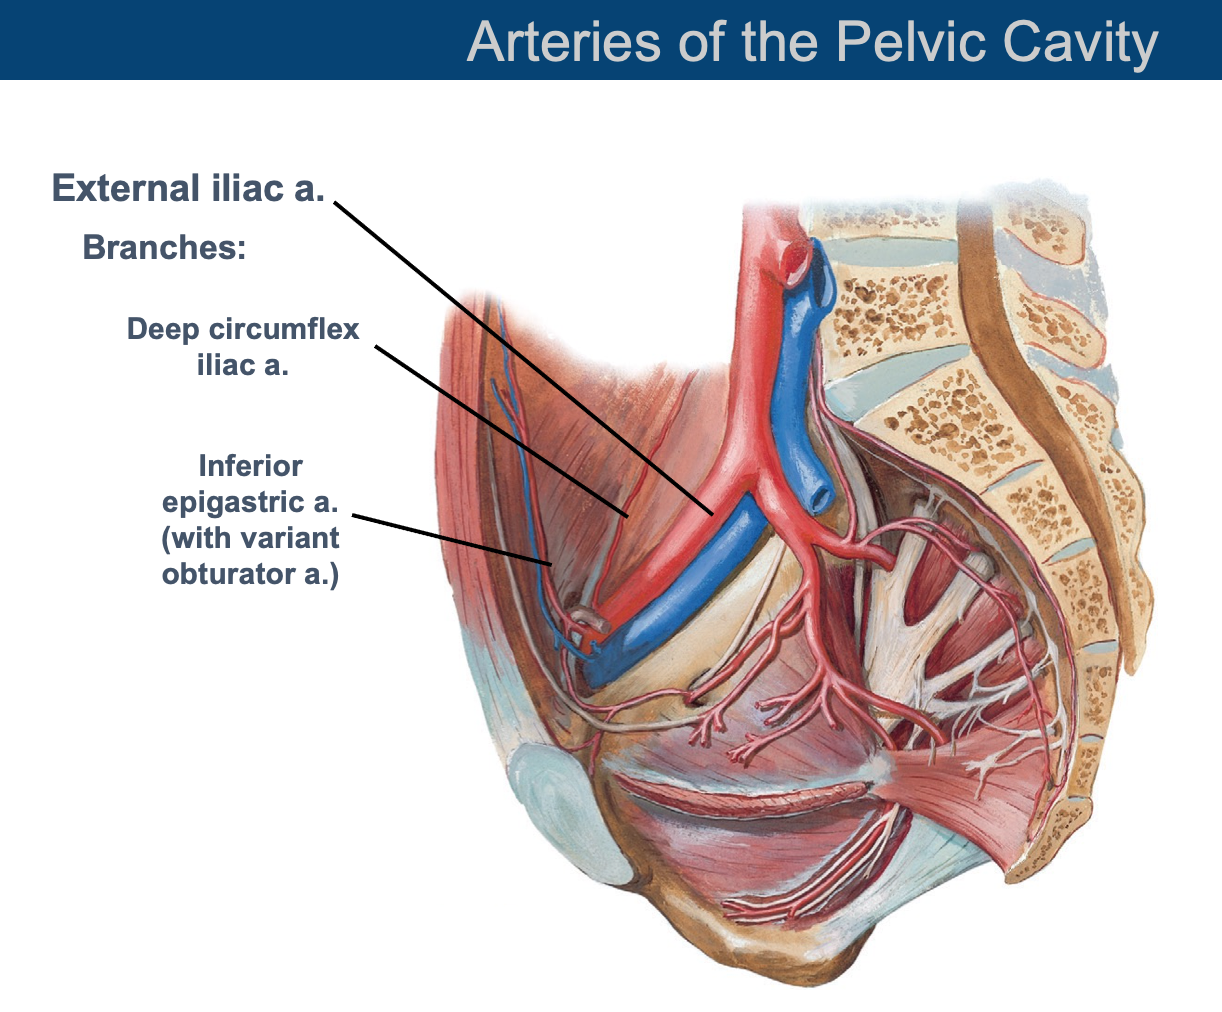 Arteries of the Pelvic Cavity
External iliac a.
Branches:
Deep circumflex
iliac a.
Inferior
epigastric a.
(with variant
obturator a.)